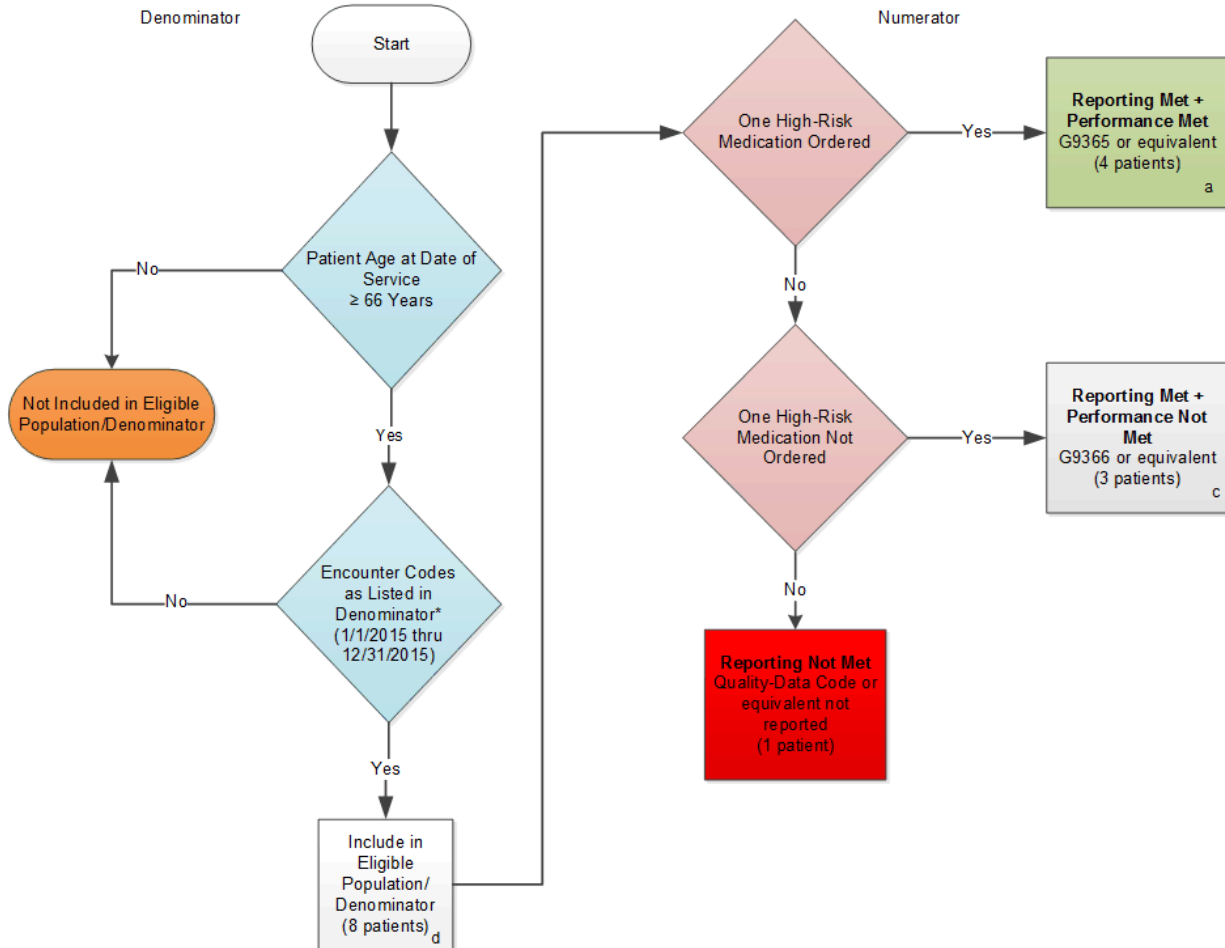 Denominator
Numerator
Start
Patient Age at Date of
Service
≥ 66 Years
No
Not Included in Eligible
Population/Denominator
Yes
Encounter Codes
as Listed in
Denominator*
(1/1/2015 thru
12/31/2015)
No
Yes
Include in
Eligible
Population/
Denominator
(8 patients)
d
One High-Risk
Medication Ordered
Yes
Reporting Met +
Performance Met
G9365 or equivalent
(4 patients)
a
No
One High-Risk
Medication Not
Ordered
Yes
Reporting Met +
Performance Not
Met
G9366 or equivalent
(3 patients)
c
No
Reporting Not Met
Quality-Data Code or
equivalent not
reported
(1 patient)